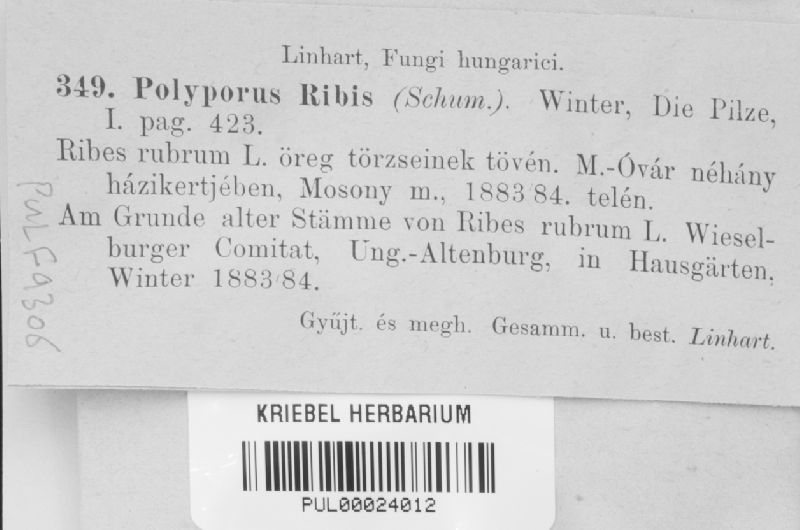 Linhart, Fungi hungarici.
349. Polyporus Ribis (Schum.). Winter, Die Pilze,
I. pag. 423.
Ribes rubrum L. öreg törzseinek tövén. M.-Óvár néhány
házikertjében, Mosony m., 1883/84. telén.
Am Grunde alter Stämme von Ribes rubrum L. Wiesel-
burger Comitat, Ung.-Altenburg, in Hausgärten,
Winter 1883/84.
Gyűjt. és megh. Gesamm. u. best. Linhart.
PUL F9306
KRIEBEL HERBARIUM
PUL00024012